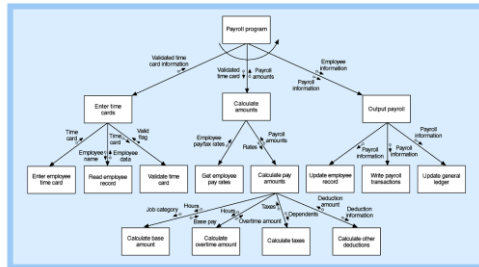 Payroll program
Validated time
card information
Validated
time card
Payroll
amounts
Employee
information
Payroll
information
Enter time
cards
Calculate
amounts
Output payroll
Time card
Time
card
Valid
flag
Employee
name
Employee
data
Employee
pay/tax rates
Rates
Payroll
amounts
Payroll
information
Payroll
information
Payroll
information
Enter employee
time card
Read employee
record
Validate time
card
Get employee
pay rates
Calculate pay
amounts
Update employee
record
Write payroll
transactions
Update general
ledger
Job category
Hours
Base pay
Hours
Overtime amount
Taxes
Dependents
Deduction
amount
Deduction
information
Calculate base
amount
Calculate
overtime amount
Calculate taxes
Calculate other
deductions